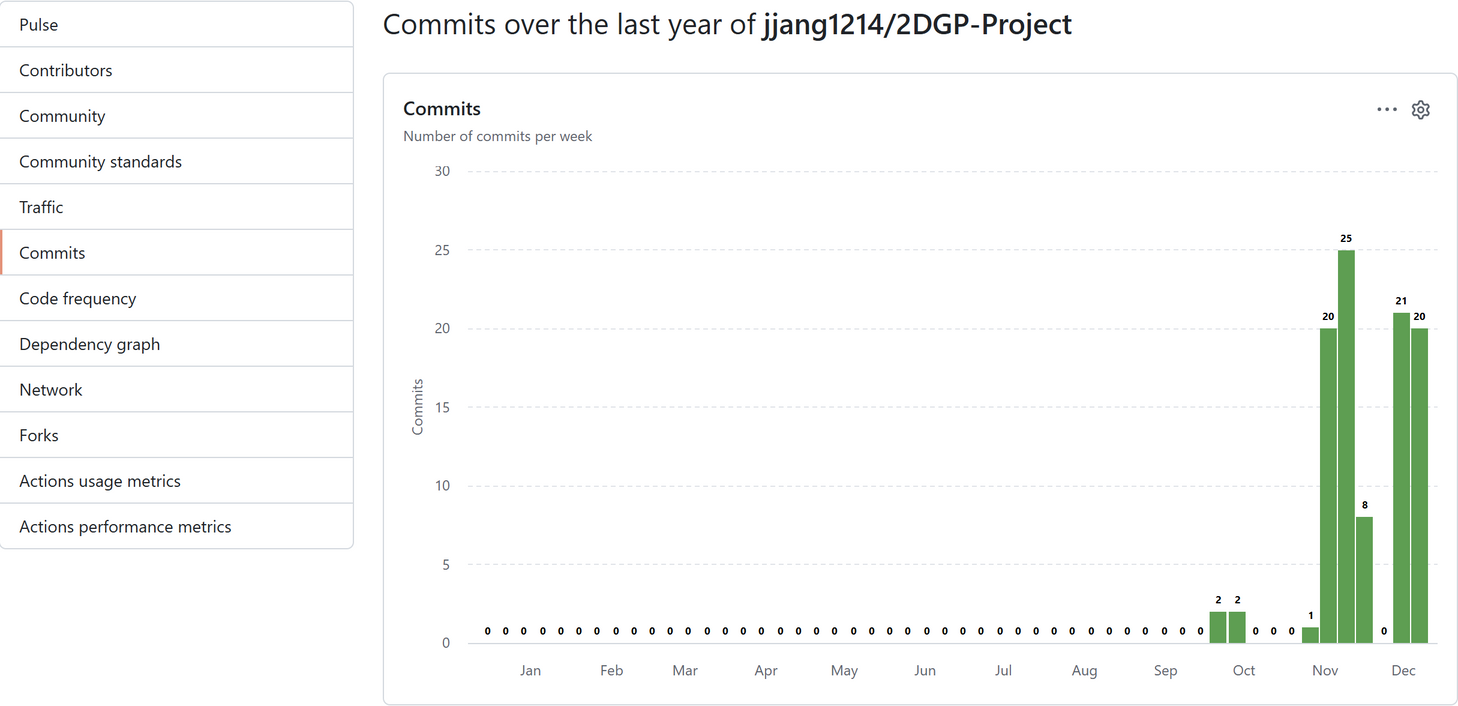 Pulse
Contributors
Community
Community standards
Traffic
Commits
Code frequency
Dependency graph
Network
Forks
Actions usage metrics
Actions performance metrics
Commits over the last year of jjang1214/2DGP-Project
Commits
Number of commits per week
Commits
30
25
20
15
10
5
0
0 0 0 0 0 0 0 0 0 0 0 0 0 0 0 0 0 0 0 0 0 0 0 0 0 0 0 0 0 0 0 0 0 0 0 0 0 0 0 0 2 2 0 0 0 1 20 25 8 0 21 20
Jan Feb Mar Apr May Jun Jul Aug Sep Oct Nov Dec